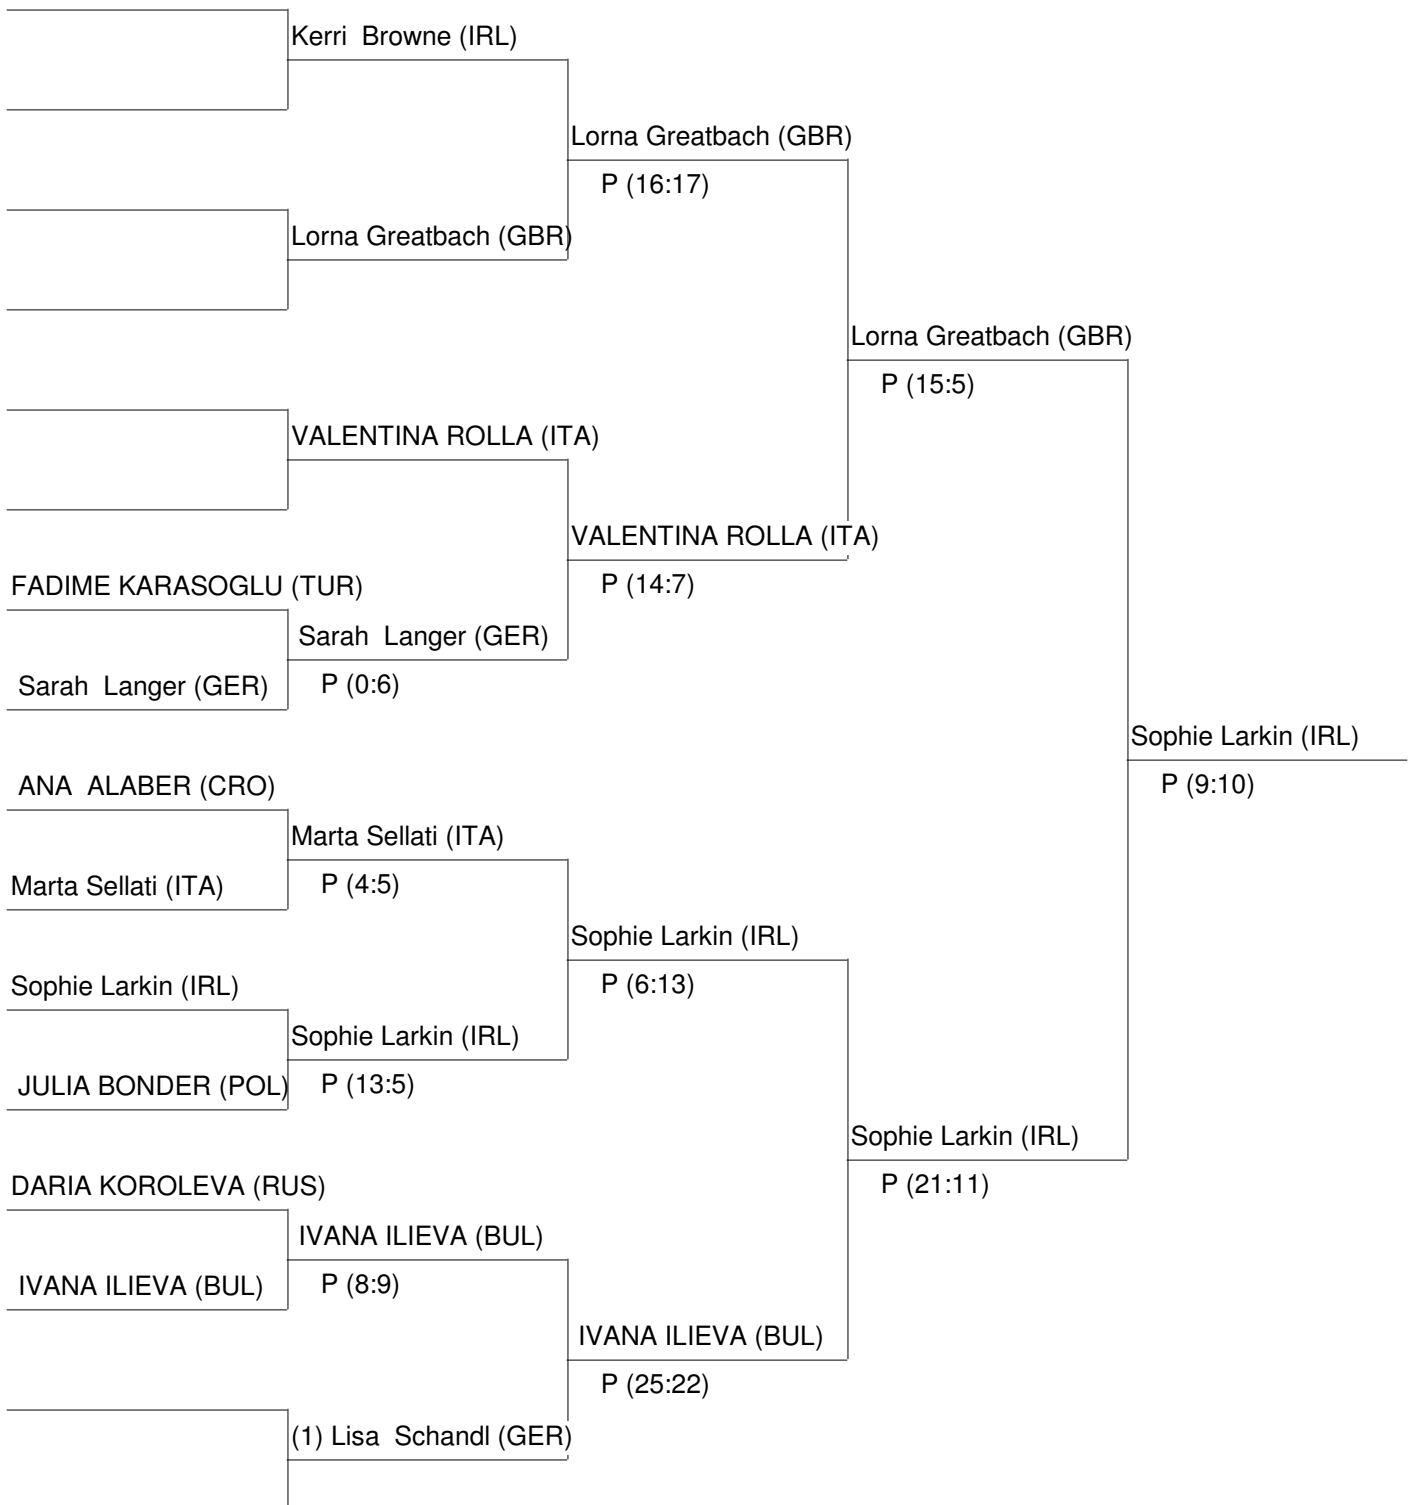 Kerri  Browne (IRL)
Lorna Greatbach (GBR)
P (16:17)
Lorna Greatbach (GBR)
Lorna Greatbach (GBR)
P (15:5)
VALENTINA ROLLA (ITA)
VALENTINA ROLLA (ITA)
FADIME KARASOGLU (TUR)
P (14:7)
Sarah  Langer (GER)
Sarah  Langer (GER)
P (0:6)
Sophie Larkin (IRL)
ANA  ALABER (CRO)
P (9:10)
Marta Sellati (ITA)
Marta Sellati (ITA)
P (4:5)
Sophie Larkin (IRL)
Sophie Larkin (IRL)
P (6:13)
Sophie Larkin (IRL)
JULIA BONDER (POL)
P (13:5)
Sophie Larkin (IRL)
DARIA KOROLEVA (RUS)
P (21:11)
IVANA ILIEVA (BUL)
IVANA ILIEVA (BUL)
P (8:9)
IVANA ILIEVA (BUL)
P (25:22)
(1) Lisa  Schandl (GER)